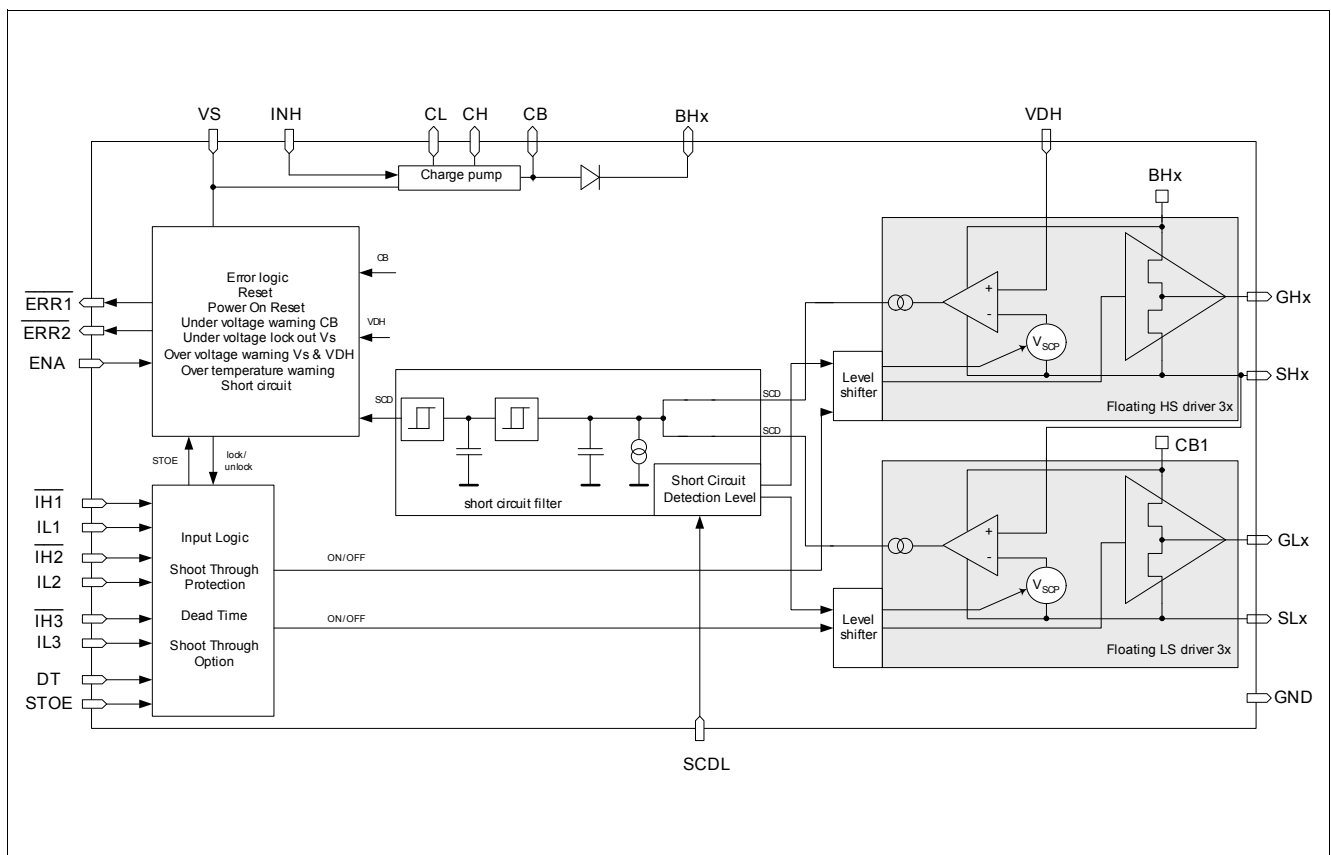 VS
INH
CL
CH
CB
BHx
VDH
Charge pump
BHx
Error logic
Reset
Power On Reset
Under voltage warning CB
Under voltage lock out Vs
Over voltage warning Vs & VDH
Over temperature warning
Short circuit
CB
VDH
SCD
ERR1
ERR2
ENA
STOE
lock/
unlock
SCD
SCD
short circuit filter
Short Circuit
Detection Level
Level
shifter
+
-
VSCP
Floating HS driver 3x
GHx
SHx
CB1
Level
shifter
+
-
VSCP
Floating LS driver 3x
GLx
SLx
GND
IH1
IL1
IH2
IL2
IH3
IL3
DT
STOE
Input Logic
Shoot Through
Protection
Dead Time
Shoot Through
Option
ON/OFF
ON/OFF
SCDL